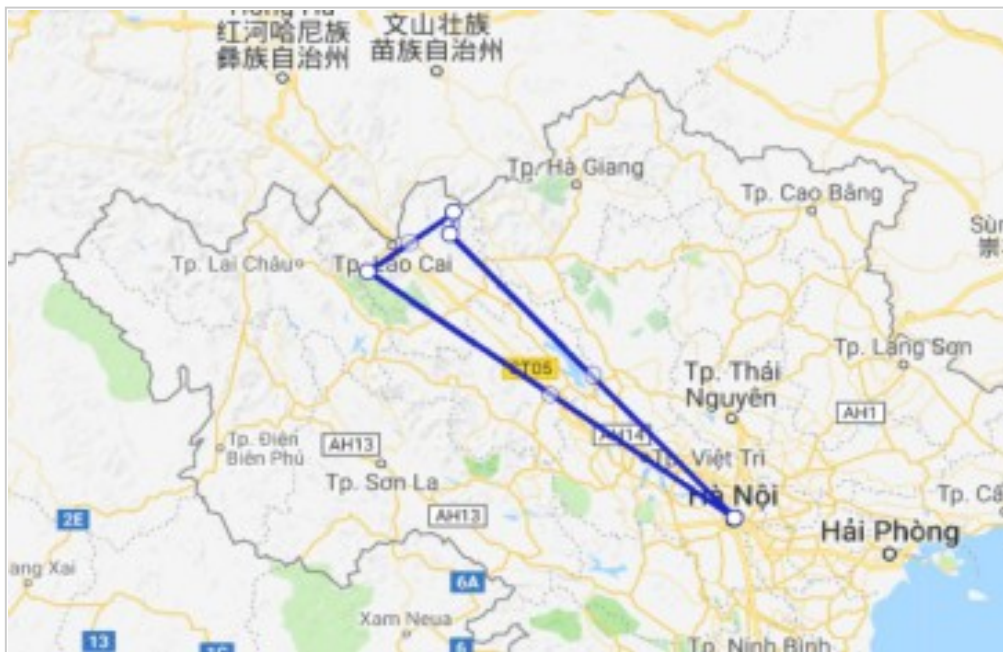 红河哈尼族
彝族自治州
文山壮族
苗族自治州
Tp. Hà Giang
Tp. Cao Bằng
Tp. Lai Châu
Tp. Lào Cai
CT05
Tp. Lạng Sơn
Tp. Thái
Nguyên
AH1
Tp. Điện
Biên Phủ
AH13
AH14
Tp. Việt Trì
Tp. Sơn La
Hà Nội
AH13
2E
Hải Phòng
6A
Xam Neua
13
6
Tp. Ninh Bình